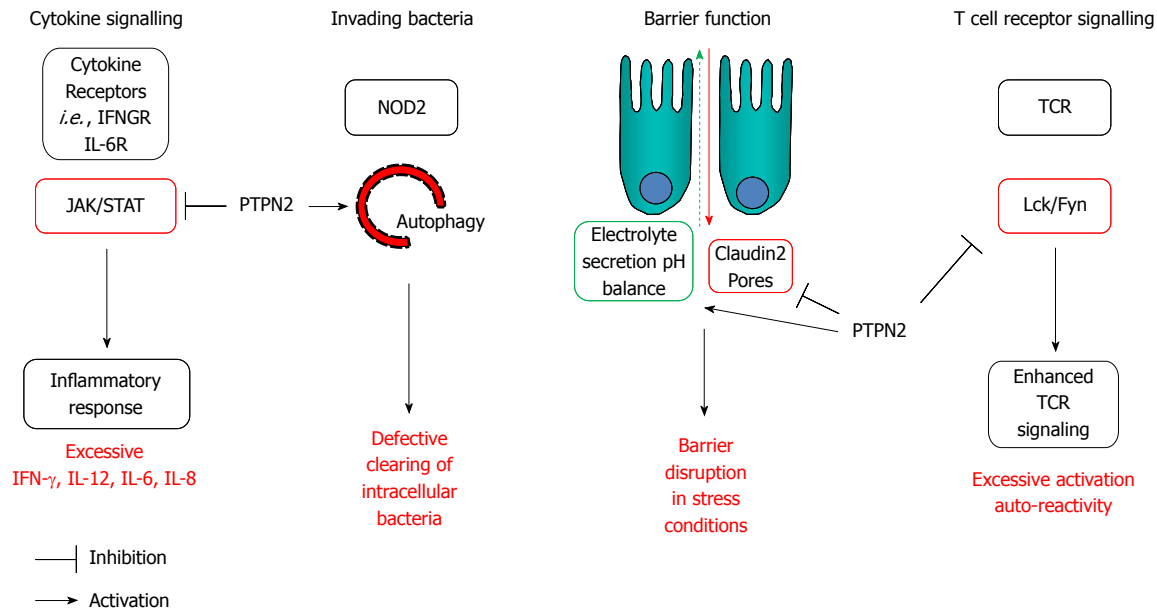 Cytokine signalling
Cytokine
Receptors
i.e., IFNGR
IL-6R
JAK/STAT
PTPN2
Inflammatory
response
Excessive
IFN-γ, IL-12, IL-6, IL-8
Invading bacteria
NOD2
Autophagy
Defective
clearing of
intracellular
bacteria
Barrier function
Electrolyte
secretion pH
balance
Claudin2
Pores
PTPN2
Barrier
disruption
in stress
conditions
T cell receptor signalling
TCR
Lck/Fyn
Enhanced
TCR
signaling
Excessive activation
auto-reactivity
Inhibition
Activation